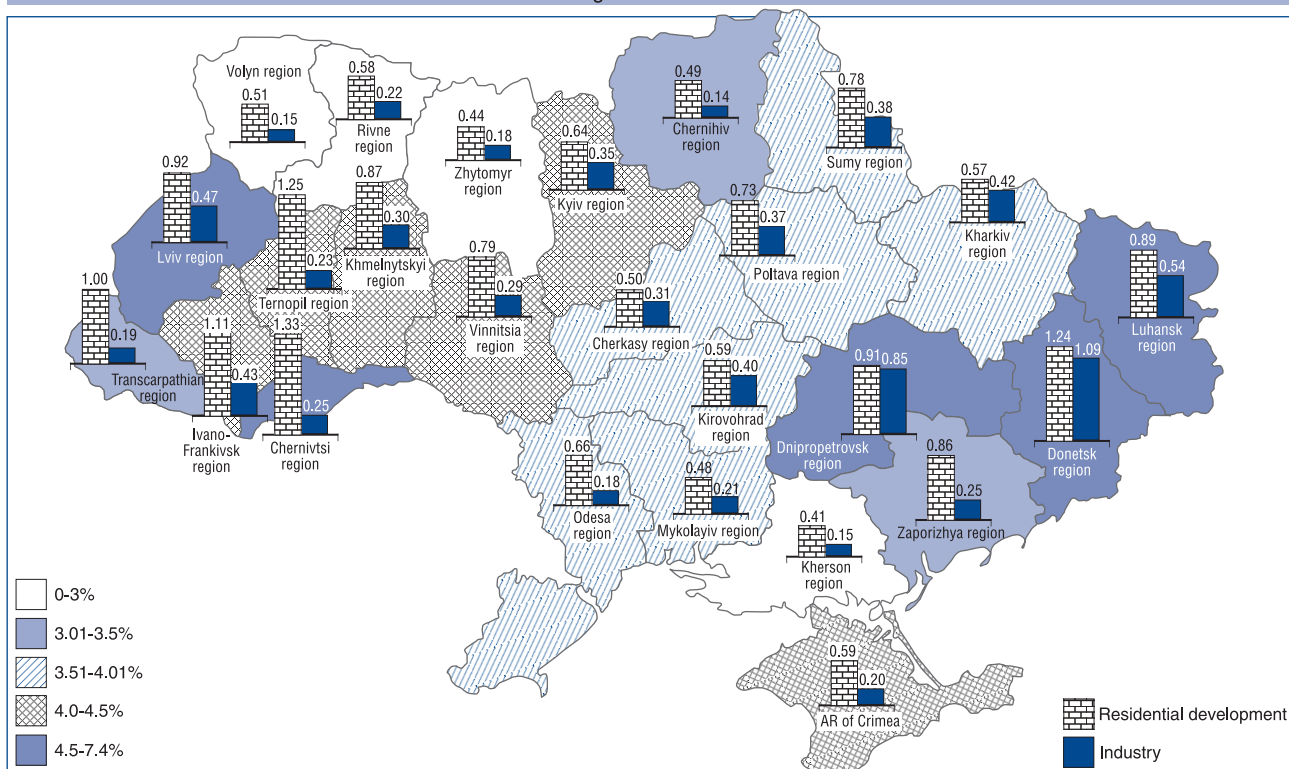 Volyn region
0.51
0.15
0.58
0.22
Rivne
region
0.44
0.18
Zhytomyr
region
0.64
0.35
Kyiv region
0.49
0.14
Chernihiv
region
0.78
0.38
Sumy region
0.92
0.47
Lviv region
1.25
0.23
Ternopil region
0.87
0.30
Khmelnytskyi
region
0.79
0.29
Vinnitsia
region
0.73
0.37
Poltava region
0.57
0.42
Kharkiv
region
0.89
0.54
Luhansk
region
1.00
0.19
Transcarpathian
region
1.11
0.43
Ivano-
Frankivsk
region
1.33
0.25
Chernivtsi
region
0.50
0.31
Cherkasy region
0.59
0.40
Kirovohrad
region
0.91
0.85
Dnipropetrovsk
region
1.24
1.09
Donetsk
region
0.66
0.18
Odesa
region
0.48
0.21
Mykolayiv region
0.86
0.25
Zaporizhya region
0.41
0.15
Kherson
region
0.59
0.20
AR of Crimea
0-3%
3.01-3.5%
3.51-4.01%
4.0-4.5%
4.5-7.4%
Residential development
Industry